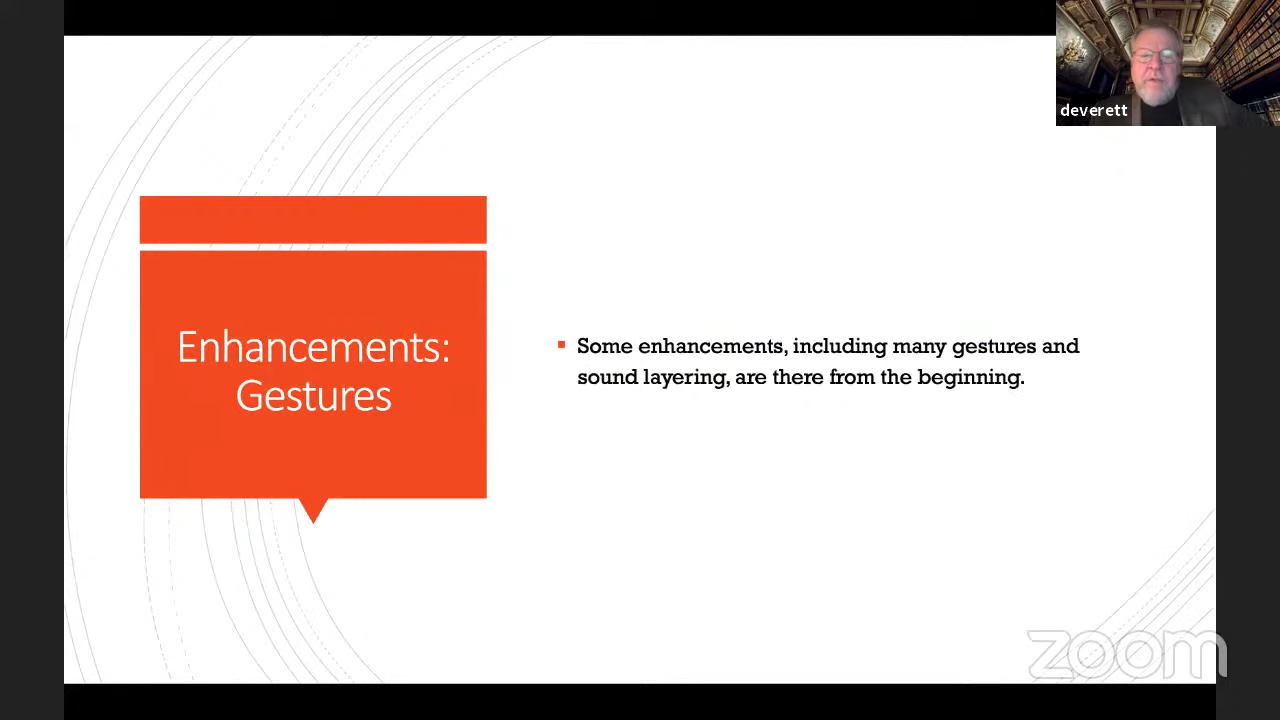 deverett
Enhancements:
Gestures
Some enhancements, including many gestures and
sound layering, are there from the beginning.
zoom